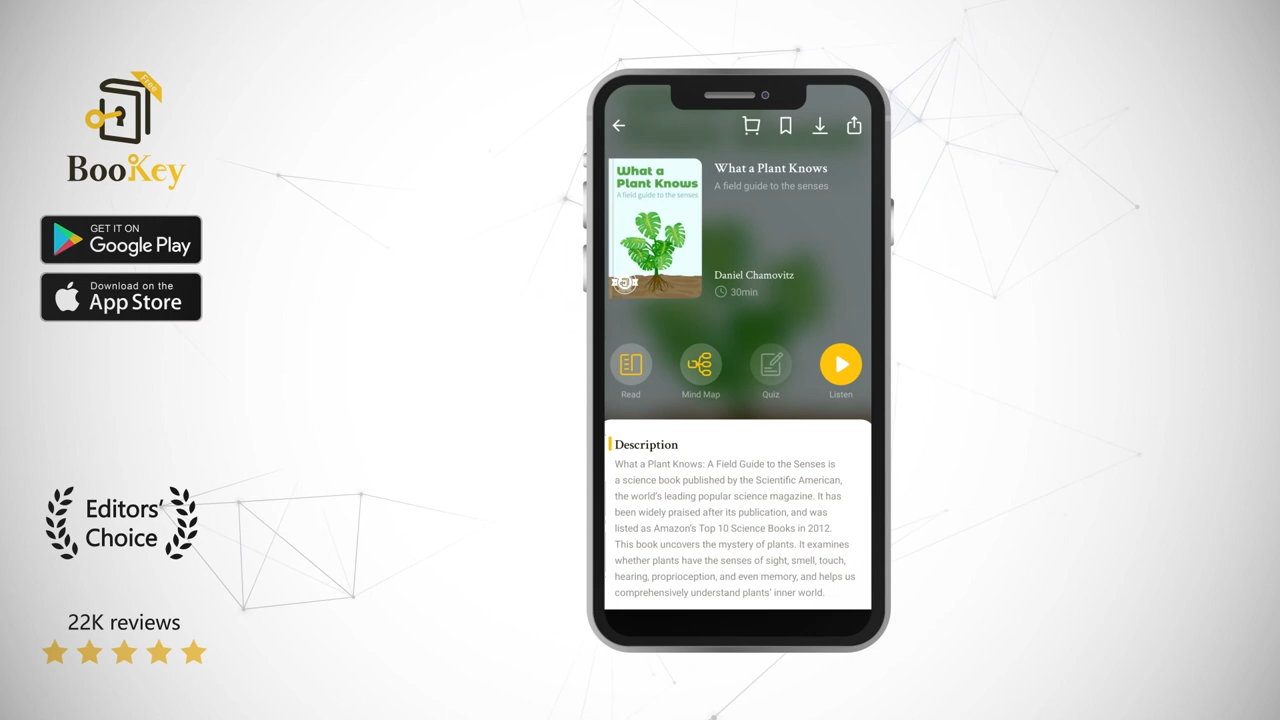 Free
BooKey
GET IT ON
Google Play
Download on the
App Store
Editors'
Choice
22K reviews
What a
Plant Knows
A field guide to the senses
What a Plant Knows
A field guide to the senses
Daniel Chamovitz
30min
Read
Mind Map
Quiz
Listen
Description
What a Plant Knows: A Field Guide to the Senses is
a science book published by the Scientific American,
the world's leading popular science magazine. It has
been widely praised after its publication, and was
listed as Amazon's Top 10 Science Books in 2012.
This book uncovers the mystery of plants. It examines
whether plants have the senses of sight, smell, touch,
hearing, proprioception, and even memory, and helps us
comprehensively understand plants' inner world.